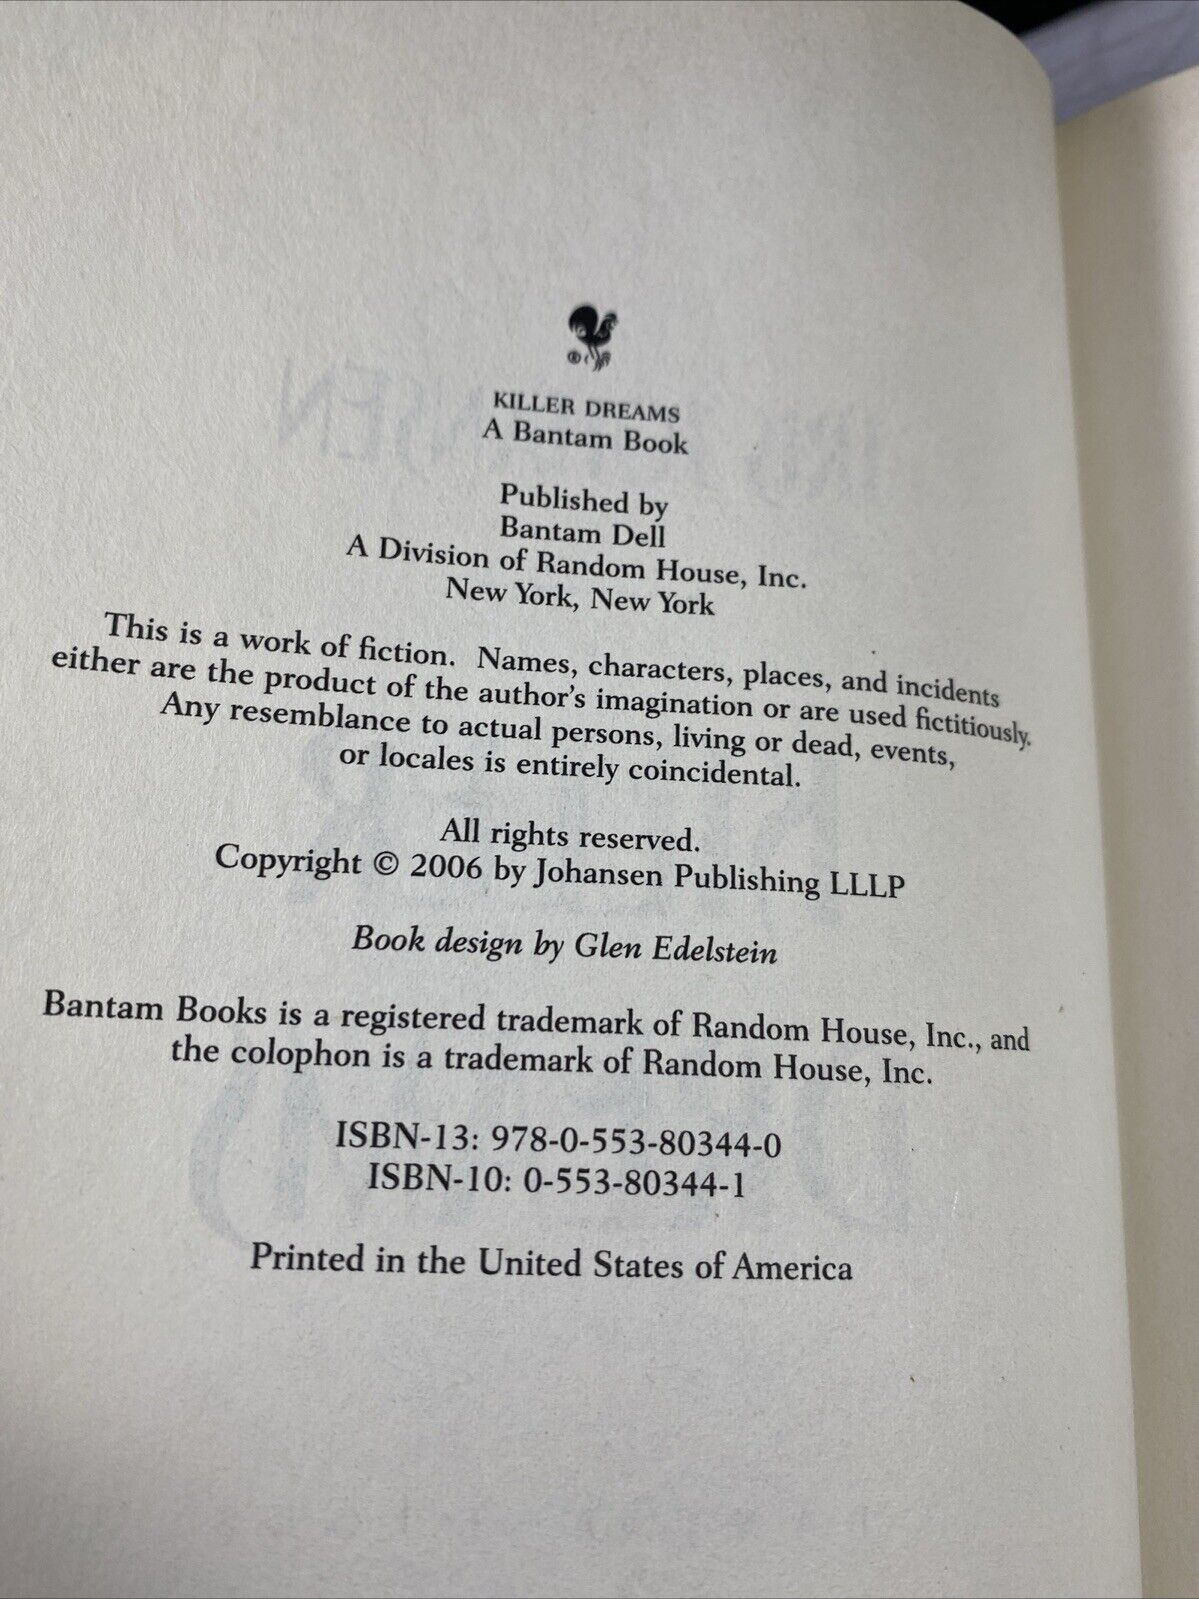 KILLER DREAMS
A Bantam Book
Published by
Bantam Dell
A Division of Random House, Inc.
New York, New York
This is a work of fiction. Names, characters, places, and incidents
either are the product of the author's imagination or are used fictitiously.
Any resemblance to actual persons, living or dead, events,
or locales is entirely coincidental.
All rights reserved.
Copyright © 2006 by Johansen Publishing LLLP
Book design by Glen Edelstein
Bantam Books is a registered trademark of Random House, Inc., and
the colophon is a trademark of Random House, Inc.
ISBN-13: 978-0-553-80344-0
ISBN-10: 0-553-80344-1
Printed in the United States of America